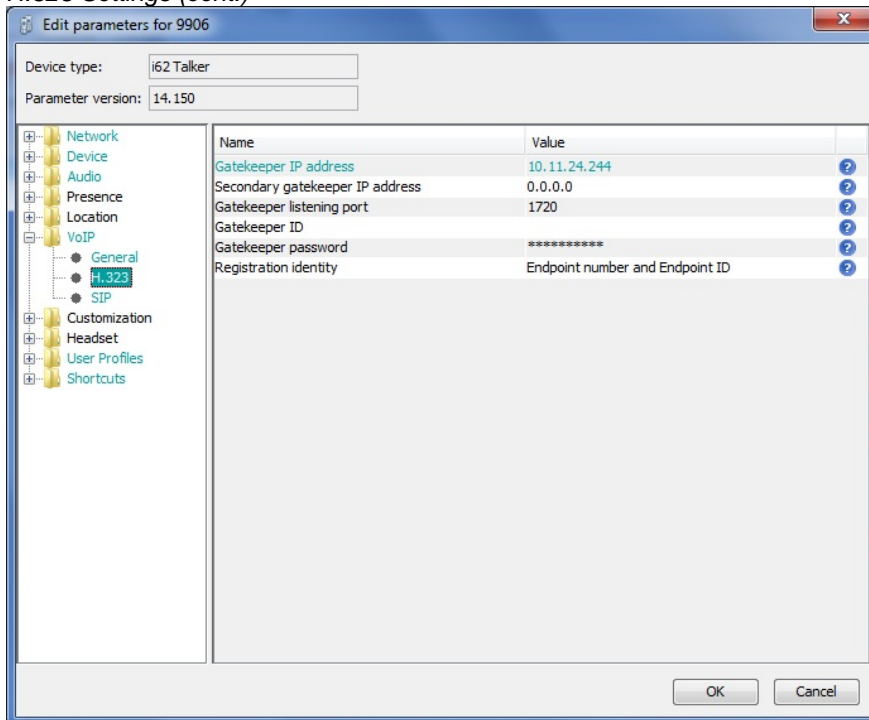 H.323 Settings (cont.)
Edit parameters for 9906
Device type: i62 Talker
Parameter version: 14.150
Network
Device
Audio
Presence
Location
VoIP
General
H.323
SIP
Customization
Headset
User Profiles
Shortcuts
Name Value
Gatekeeper IP address 10.11.24.244
Secondary gatekeeper IP address 0.0.0.0
Gatekeeper listening port 1720
Gatekeeper ID
Gatekeeper password **********
Registration identity Endpoint number and Endpoint ID
OK Cancel